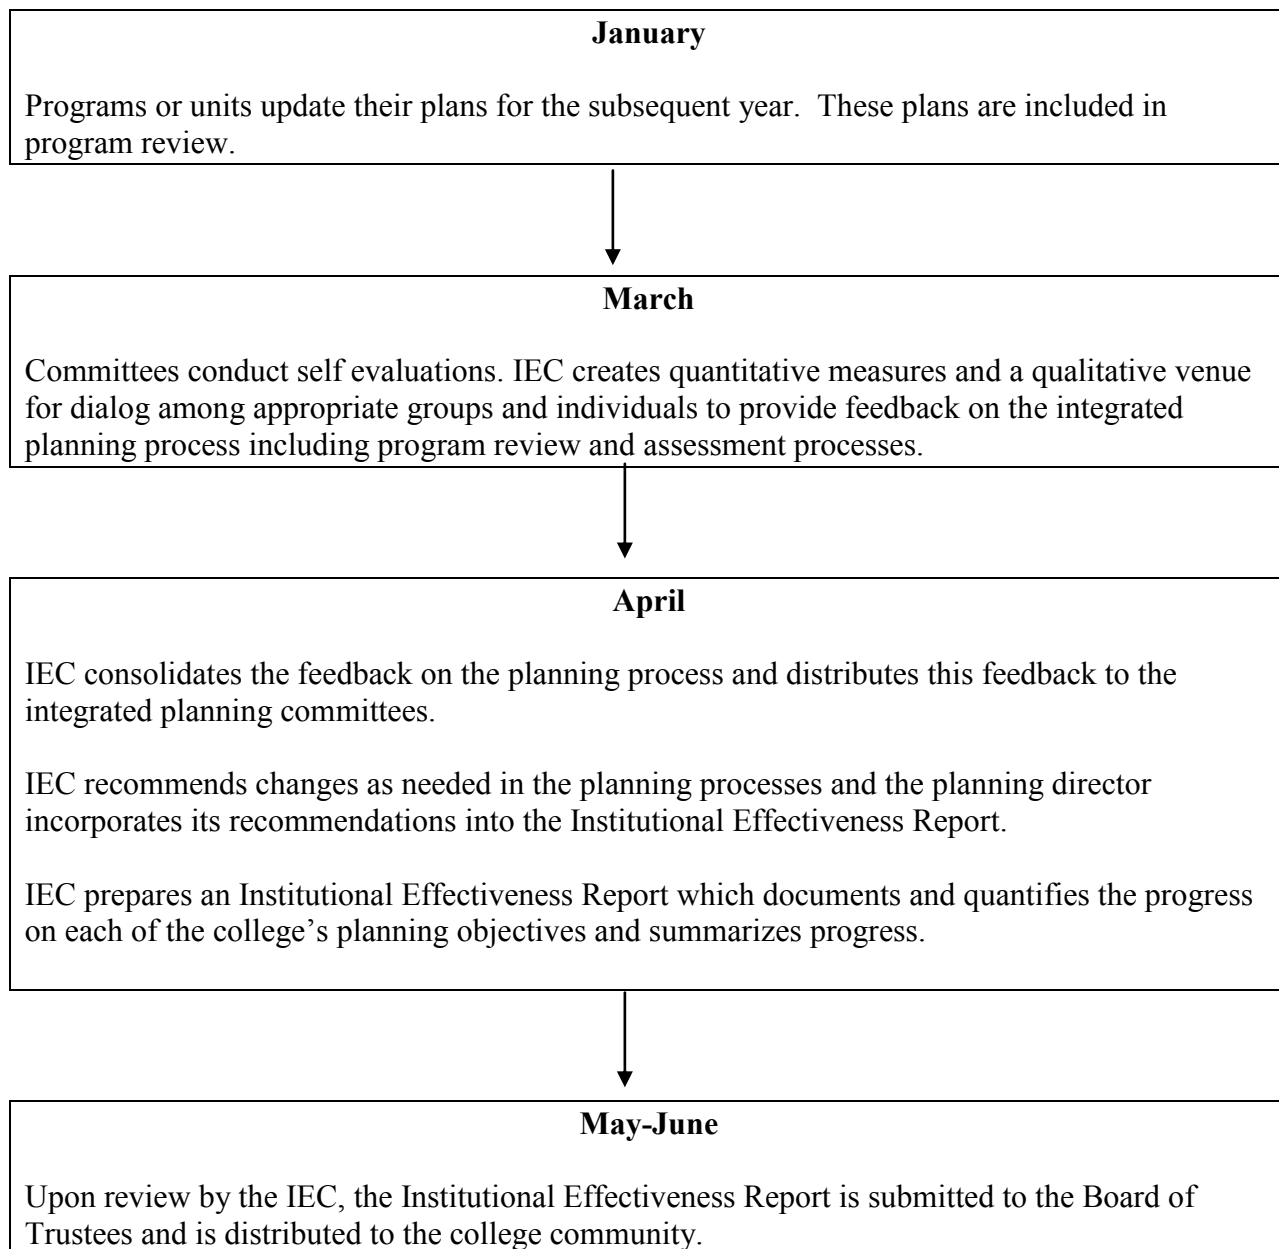 January
Programs or units update their plans for the subsequent year.  These plans are included in
program review.
March
Committees conduct self evaluations. IEC creates quantitative measures and a qualitative venue
for dialog among appropriate groups and individuals to provide feedback on the integrated
planning process including program review and assessment processes.
April
IEC consolidates the feedback on the planning process and distributes this feedback to the
integrated planning committees.
IEC recommends changes as needed in the planning processes and the planning director
incorporates its recommendations into the Institutional Effectiveness Report.
IEC prepares an Institutional Effectiveness Report which documents and quantifies the progress
on each of the college’s planning objectives and summarizes progress.
May-June
Upon review by the IEC, the Institutional Effectiveness Report is submitted to the Board of
Trustees and is distributed to the college community.